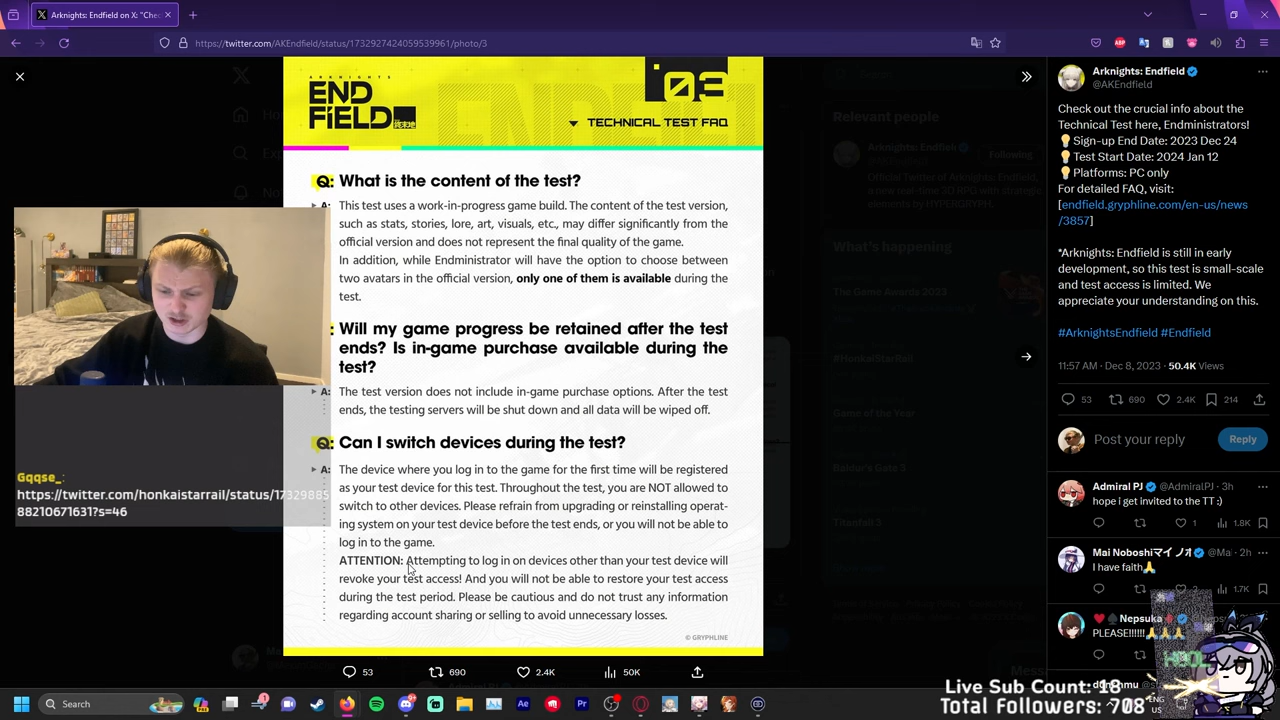 Arknights: Endfield on X: "Chec
https://twitter.com/AKEndfield/status/1732927424059539961/photo/3
ARKNIGHTS
END
FIELD
'03
TECHNICAL TEST FAQ
Q: What is the content of the test?
A: This test uses a work-in-progress game build. The content of the test version,
such as stats, stories, lore, art, visuals, etc., may differ significantly from the
official version and does not represent the final quality of the game.
In addition, while Endministrator will have the option to choose between
two avatars in the official version, only one of them is available during the
test.
: Will my game progress be retained after the test
ends? Is in-game purchase available during the
test?
A: The test version does not include in-game purchase options. After the test
ends, the testing servers will be shut down and all data will be wiped off.
Q: Can I switch devices during the test?
A: The device where you log in to the game for the first time will be registered
as your test device for this test. Throughout the test, you are NOT allowed to
switch to other devices. Please refrain from upgrading or reinstalling operat-
ing system on your test device before the test ends, or you will not be able to
log in to the game.
ATTENTION: Attempting to log in on devices other than your test device will
revoke your test access! And you will not be able to restore your test access
during the test period. Please be cautious and do not trust any information
regarding account sharing or selling to avoid unnecessary losses.
© GRYPHLINE
53 690 2.4K 50K
Gqqse_:
https://twitter.com/honkaistarrail/status/17329885
88210671631?s=46
Relevant people
Arknights: Endfield
@AKEndfield
Following
Official Twitter of Arknights: Endfield,
a new real-time 3D RPG with strategic
elements by HYPERGRYPH.
What's happening
The Game Awards 2023
#HonkaiStarRail
Game of the Year
Baldur's Gate 3
Titanfall 3
Arknights: Endfield
@AKEndfield
Check out the crucial info about the
Technical Test here, Endministrators!
Sign-up End Date: 2023 Dec 24
Test Start Date: 2024 Jan 12
Platforms: PC only
For detailed FAQ, visit:
[endfield.gryphline.com/en-us/news
/3857]
*Arknights: Endfield is still in early
development, so this test is small-scale
and test access is limited. We
appreciate your understanding on this.
#ArknightsEndfield #Endfield
11:57 AM · Dec 8, 2023 · 50.4K Views
53 690 2.4K 214
Post your reply
Reply
Admiral PJ @AdmiralPJ · 3h
hope i get invited to the TT :)
1 1.8K
Mai Noboshiマイ ノボ @Mai · 2h
I have faith
1.7K
Nepsuka
PLEASE!!!!!!
Live Sub Count: 18
Total Followers: 708
Search